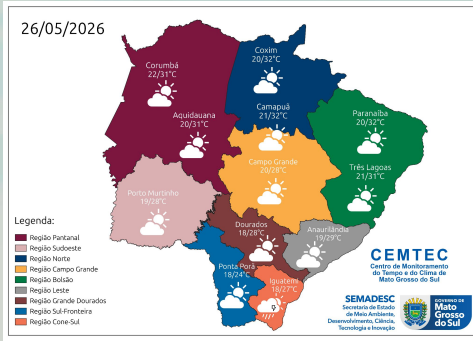 26/05/2026
Coxim
20/32°C
Corumbá
22/31°C
Camapuã
21/32°C
Aquidauana
20/31°C
Paranaíba
20/32°C
Campo Grande
20/28°C
Três Lagoas
21/31°C
Porto Murtinho
19/28°C
Dourados
18/28°C
Anaurilândia
19/29°C
Ponta Porã
18/24°C
Iguatemi
18/27°C
Legenda:
Região Pantanal
Região Sudoeste
Região Norte
Região Campo Grande
Região Bolsão
Região Leste
Região Grande Dourados
Região Sul-Fronteira
Região Cone-Sul
CEMTEC
Centro de Monitoramento
do Tempo e do Clima de
Mato Grosso do Sul
SEMADESC
Secretaria de Estado
de Meio Ambiente,
Desenvolvimento, Ciência,
Tecnologia e Inovação
GOVERNO DE
Mato
Grosso
do Sul